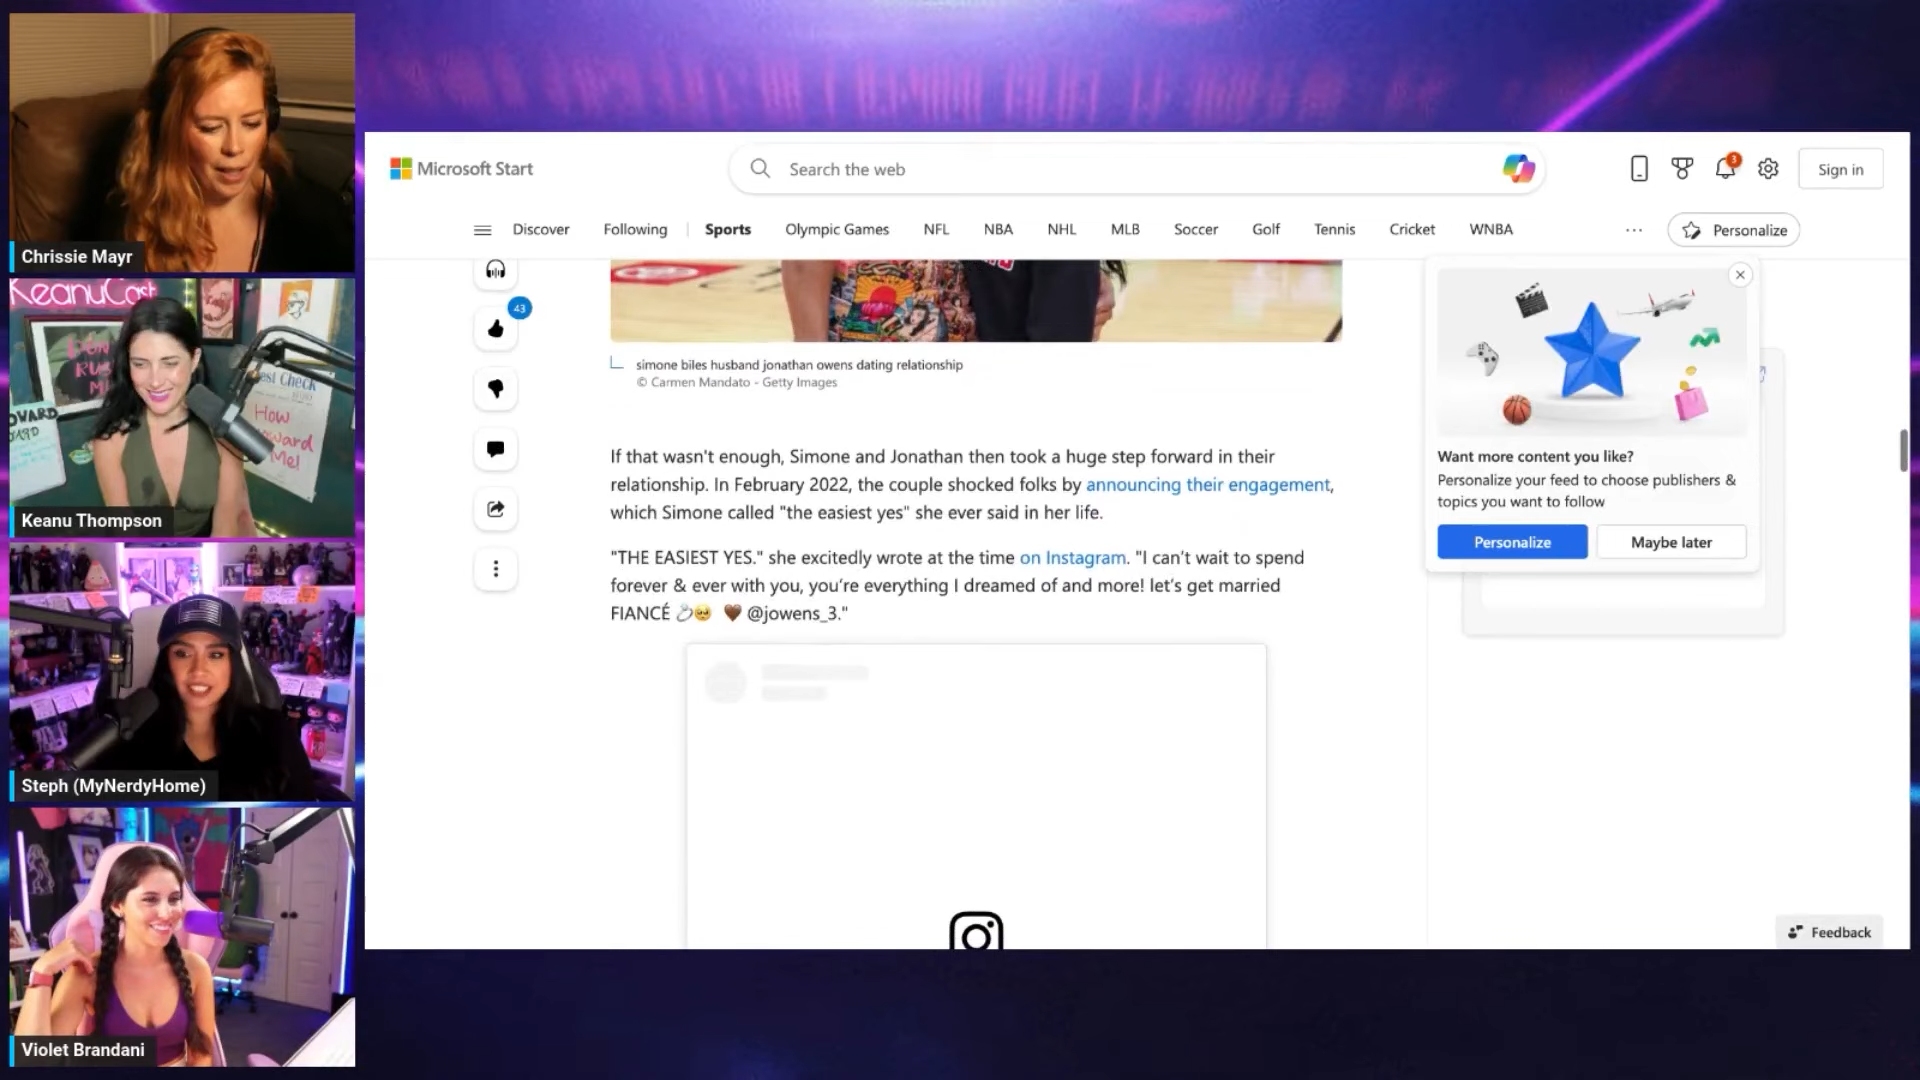 Chrissie Mayr
KeanuCast
How
Howard
Me!
Keanu Thompson
Steph (MyNerdyHome)
Violet Brandani
Microsoft Start
Search the web
3
Sign in
Discover
Following
Sports
Olympic Games
NFL
NBA
NHL
MLB
Soccer
Golf
Tennis
Cricket
WNBA
Personalize
43
simone biles husband jonathan owens dating relationship
© Carmen Mandato - Getty Images
If that wasn't enough, Simone and Jonathan then took a huge step forward in their
relationship. In February 2022, the couple shocked folks by announcing their engagement,
which Simone called "the easiest yes" she ever said in her life.
"THE EASIEST YES." she excitedly wrote at the time on Instagram. "I can't wait to spend
forever & ever with you, you're everything I dreamed of and more! let's get married
FIANCÉ 💍🥺 🤎 @jowens_3."
Want more content you like?
Personalize your feed to choose publishers &
topics you want to follow
Personalize
Maybe later
Feedback